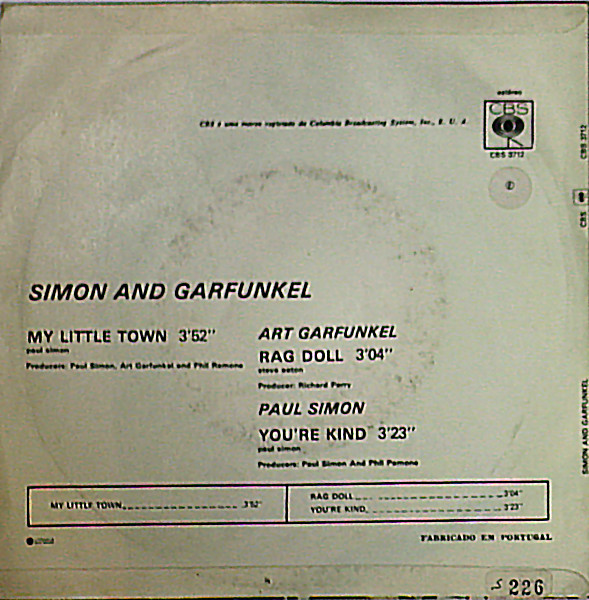 estéreo
CBS
CBS é uma marca registada da Columbia Broadcasting System, Inc., E. U. A.
CBS 3712
CBS 3712
CBS
SIMON AND GARFUNKEL
MY LITTLE TOWN 3'52"
paul simon
Producers: Paul Simon, Art Garfunkel and Phil Ramone
ART GARFUNKEL
RAG DOLL 3'04"
steve eaton
Producer: Richard Perry
PAUL SIMON
YOU'RE KIND 3'23"
paul simon
Producers: Paul Simon And Phil Pamone
SIMON AND GARFUNKEL
MY LITTLE TOWN 3'52"
RAG DOLL 3'04"
YOU'RE KIND 3'23"
FABRICADO EM PORTUGAL
226